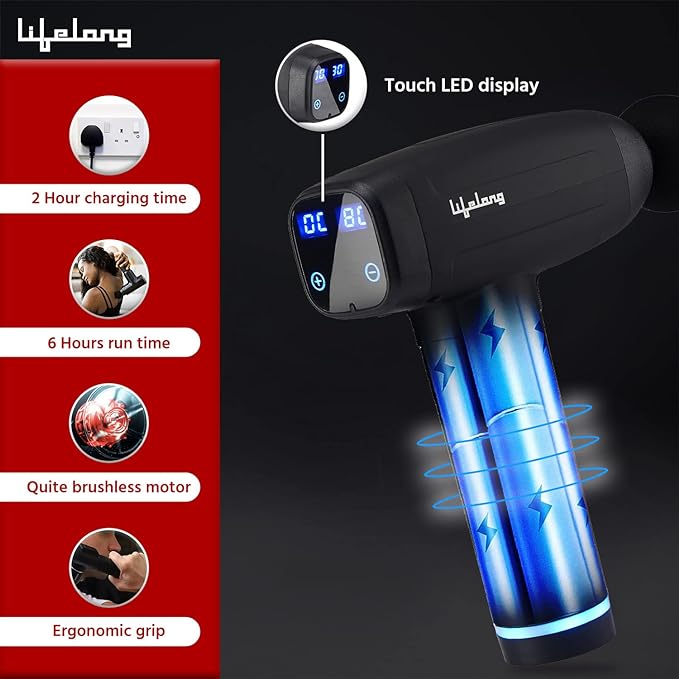 Lifelong
Touch LED display
Lifelong
2 Hour charging time
6 Hours run time
Quite brushless motor
Ergonomic grip